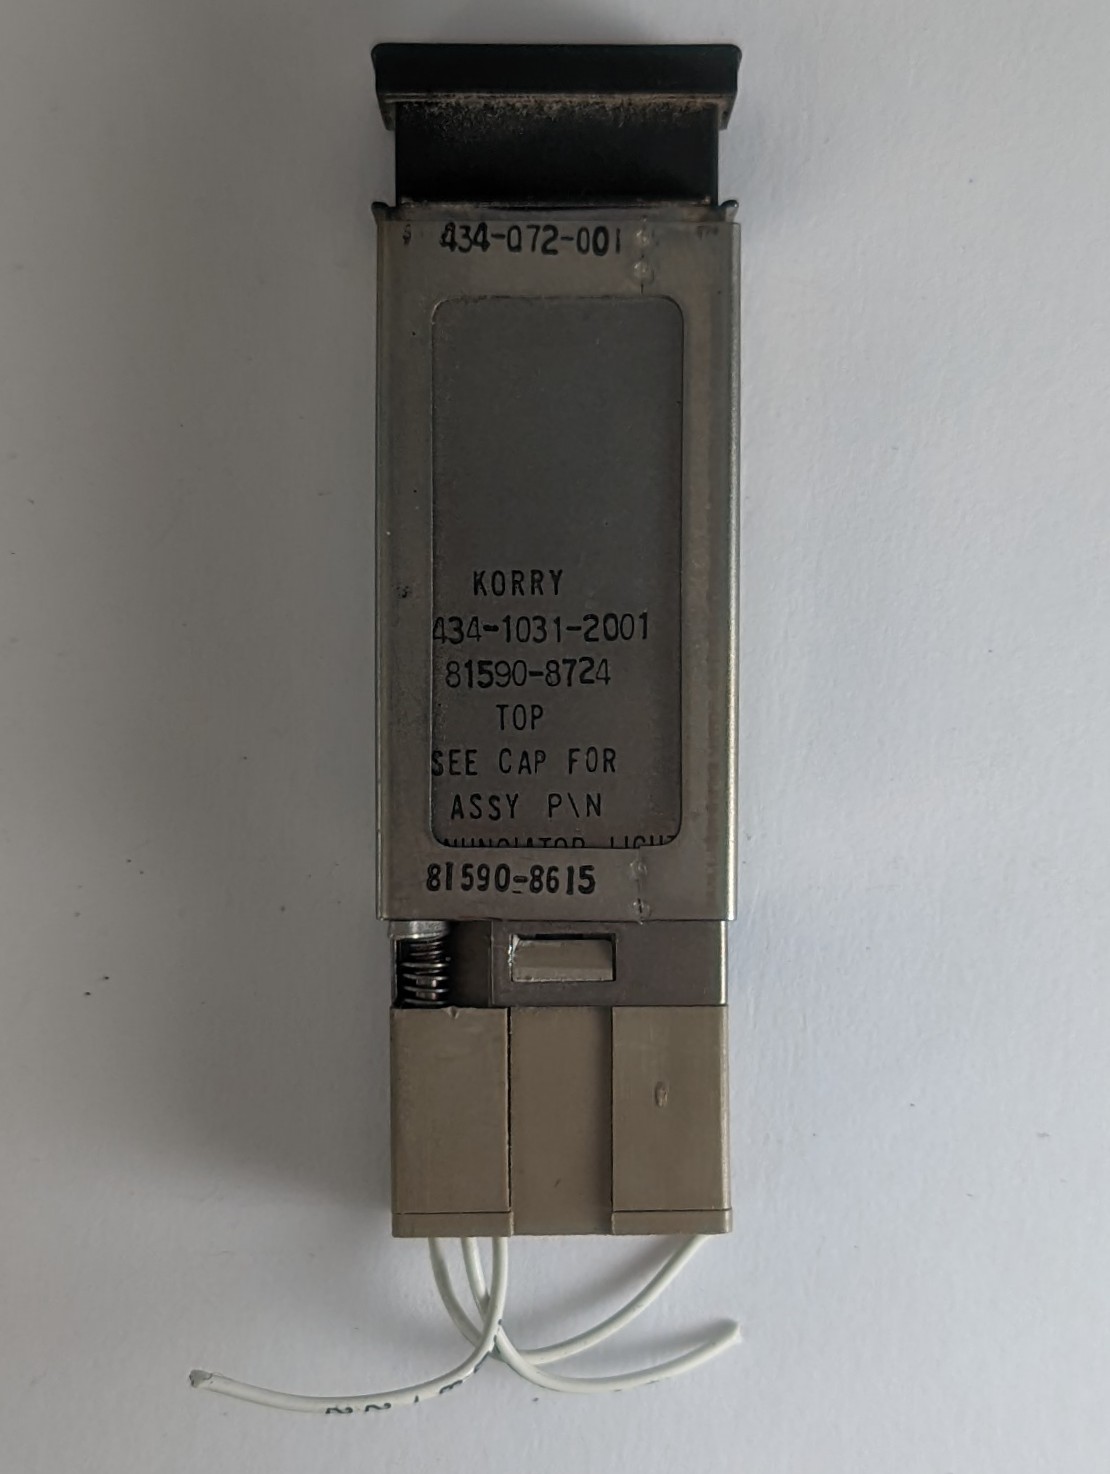 434-072-001
KORRY
434-1031-2001
81590-8724
TOP
SEE CAP FOR
ASSY P\N
81590-8615